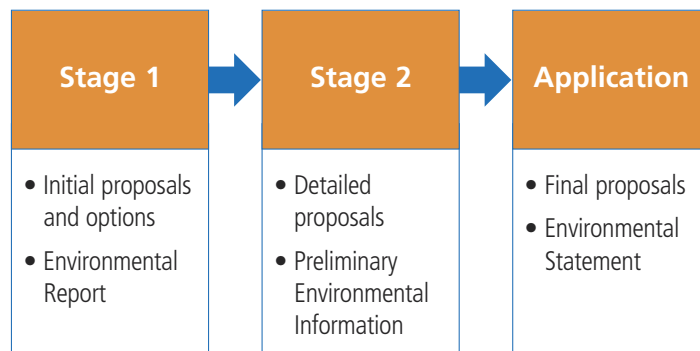 Stage 1
• Initial proposals
and options
• Environmental
Report
Stage 2
• Detailed
proposals
• Preliminary
Environmental
Information
Application
• Final proposals
• Environmental
Statement